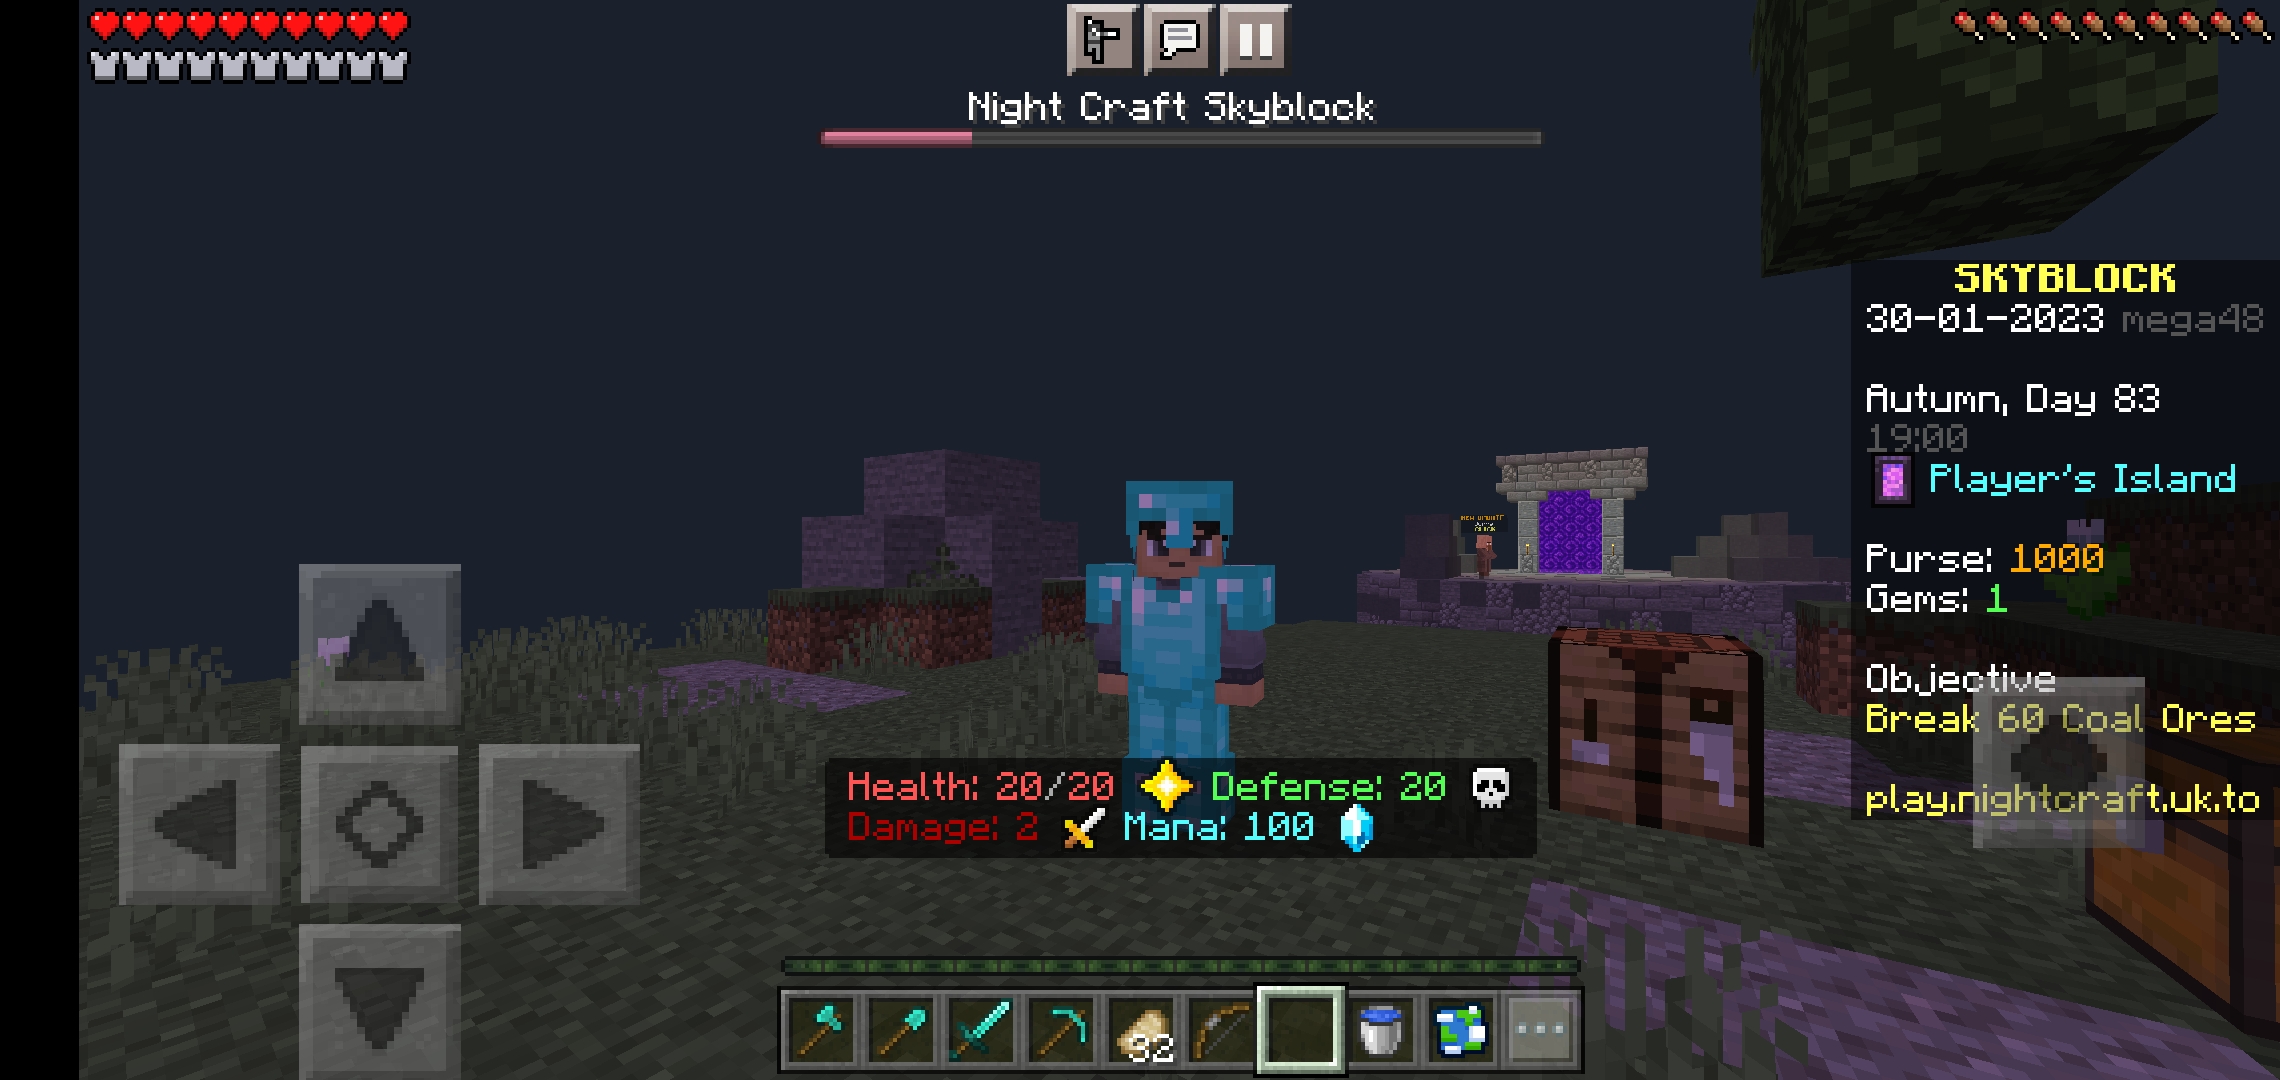 Night Craft Skyblock
SKYBLOCK
30-01-2023 mega48
Autumn, Day 83
19:00
Player's Island
Purse: 1000
Gems: 1
Objective
Break 60 Coal Ores
play.nightcraft.uk.to
Health: 20/20 Defense: 20
Damage: 2 Mana: 100
32